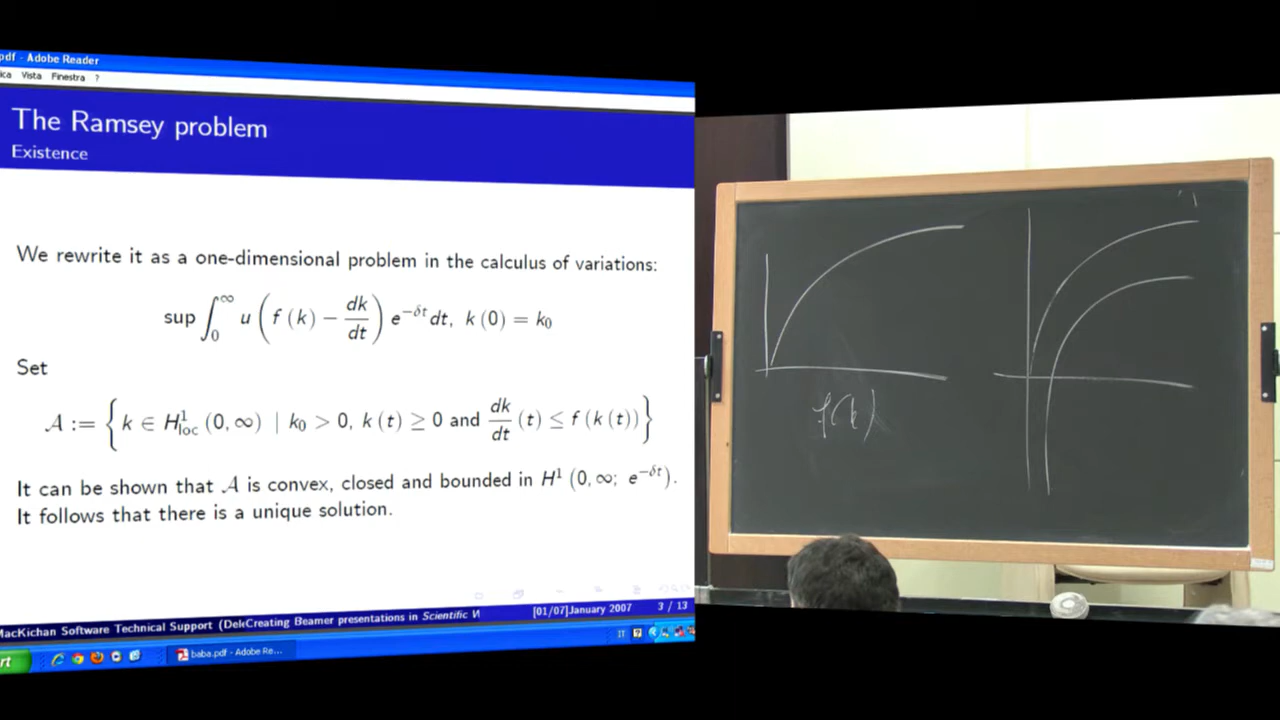 pdf - Adobe Reader
ica Vista Finestra ?
The Ramsey problem
Existence
We rewrite it as a one-dimensional problem in the calculus of variations:
sup ∫₀^∞ u ( f (k) − dk/dt ) e^{−δt} dt, k (0) = k₀
Set
𝒜 := { k ∈ H¹_loc (0, ∞) | k₀ > 0, k (t) ≥ 0 and dk/dt (t) ≤ f (k (t)) }
It can be shown that 𝒜 is convex, closed and bounded in H¹ (0, ∞; e^{−δt}).
It follows that there is a unique solution.
MacKichan Software Technical Support (DekCreating Beamer presentations in Scientific W [01/07]January 2007 3 / 13
rt baba.pdf - Adobe Re... IT
f(k)